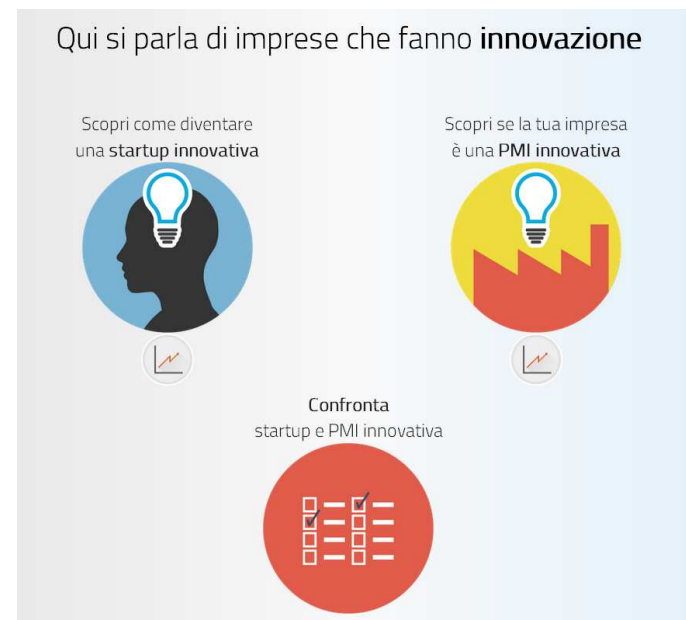 Qui si parla di imprese che fanno innovazione
Scopri come diventare
una startup innovativa
Scopri se la tua impresa
è una PMI innovativa
Confronta
startup e PMI innovativa